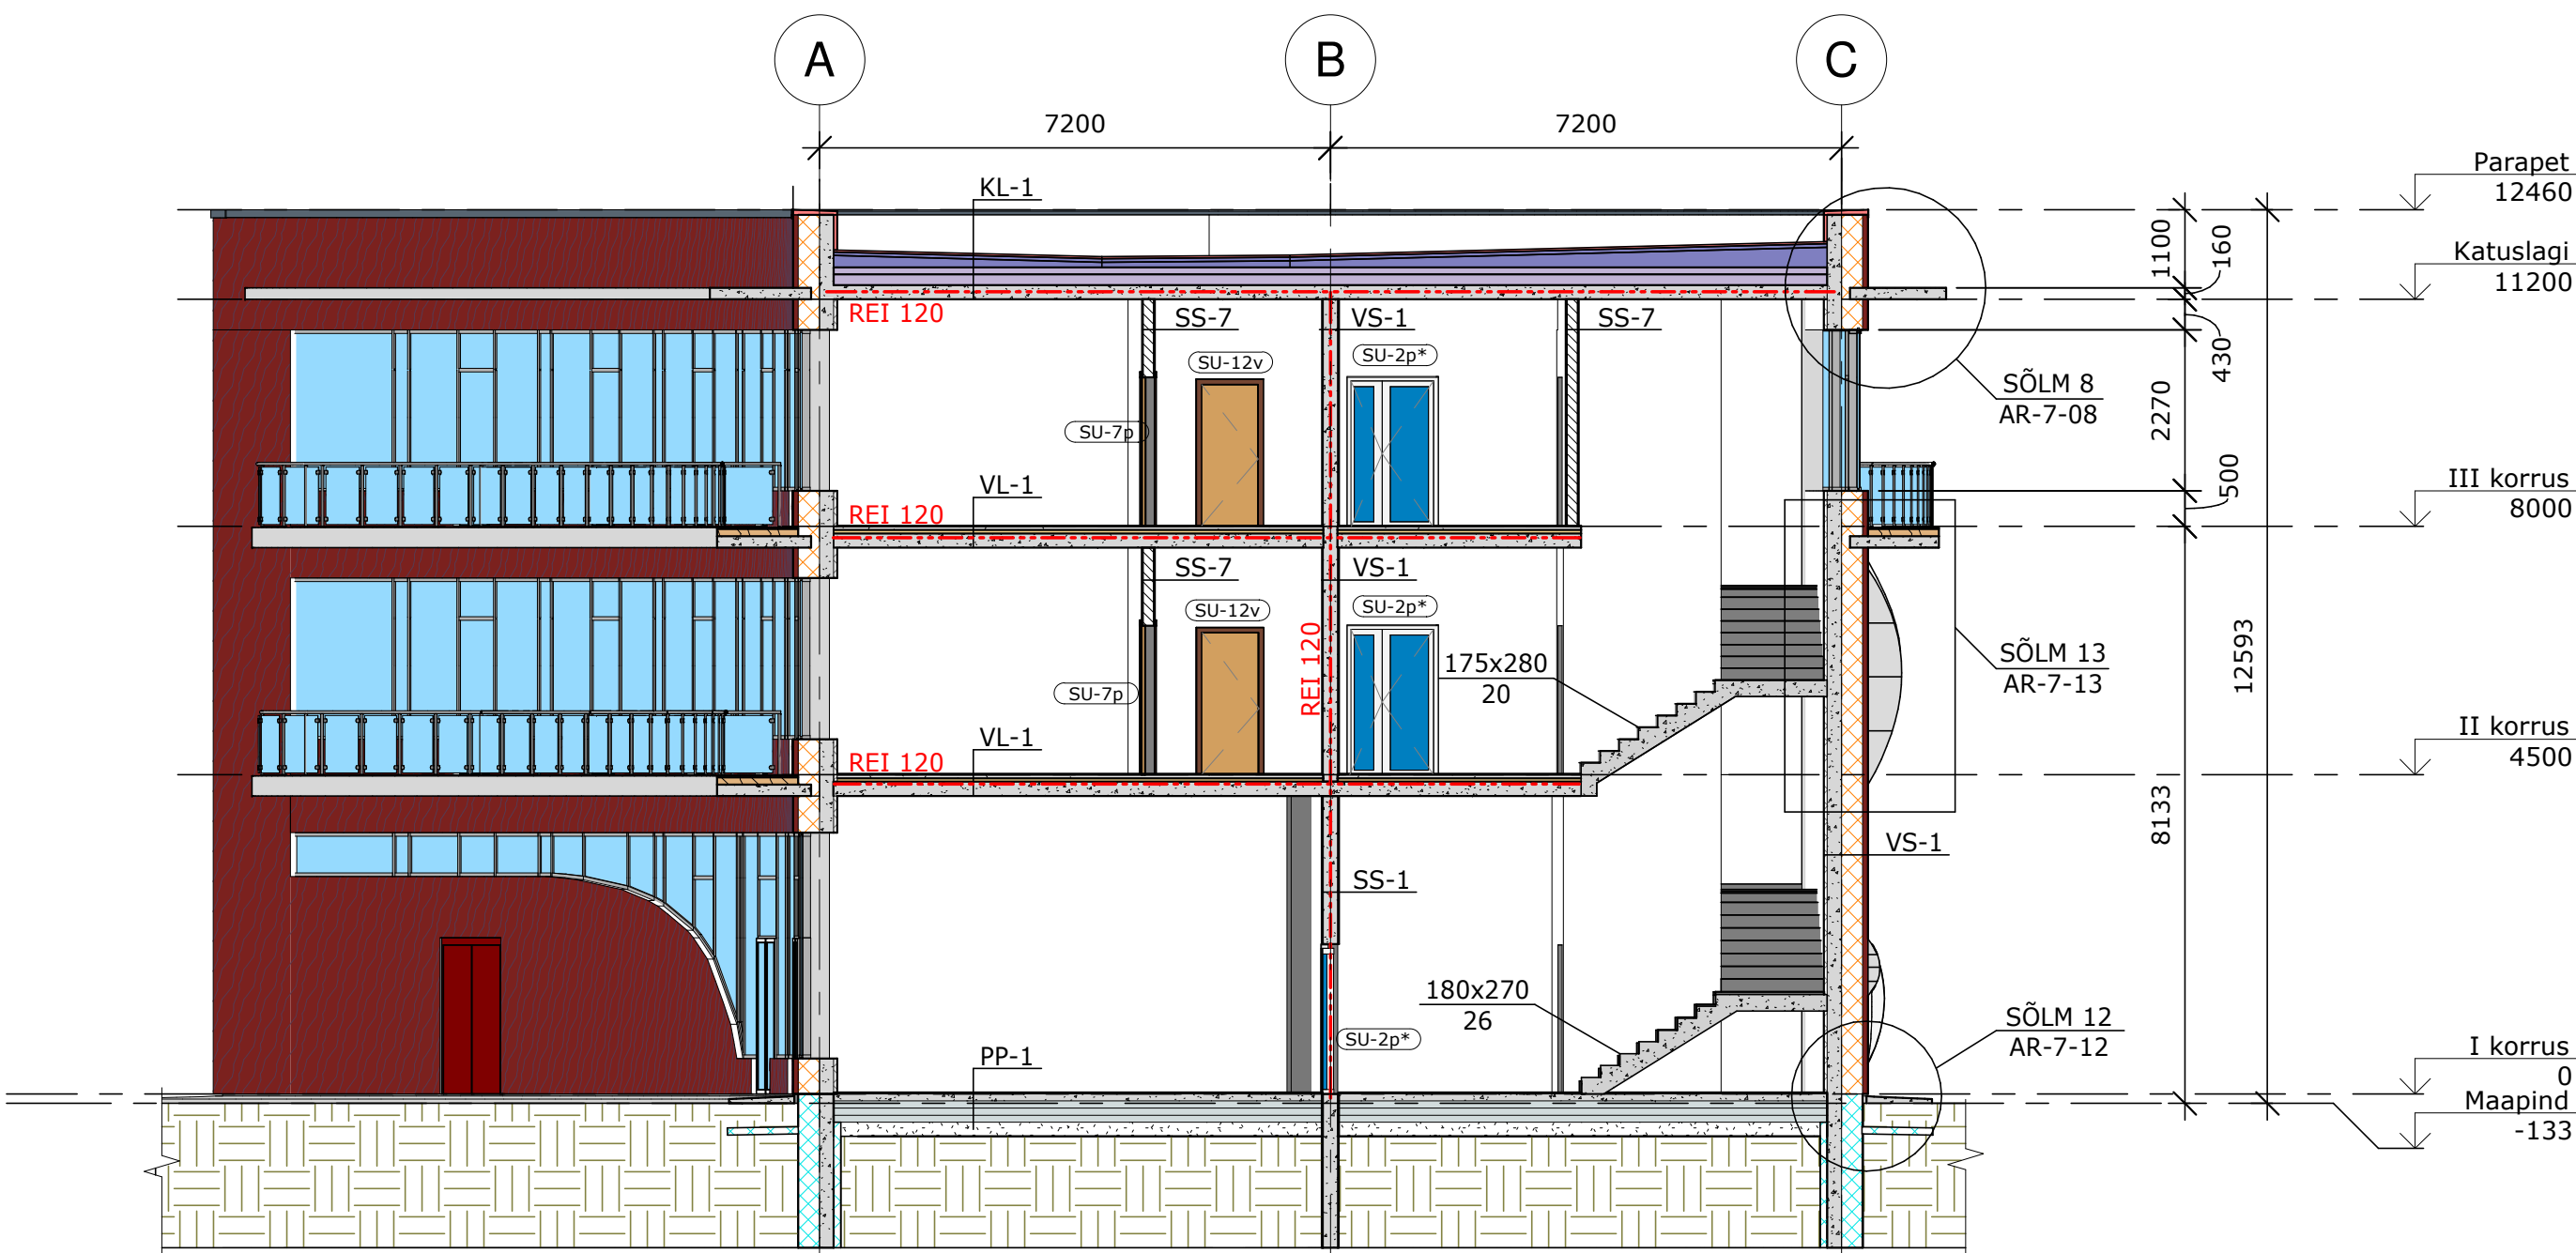 A
B
C
7200
7200
KL-1
Parapet
12460
1100
160
Katuslagi
11200
REI 120
SS-7
VS-1
SS-7
SU-12v
SU-2p*
430
SÕLM 8
AR-7-08
2270
SU-7p
500
III korrus
8000
VL-1
REI 120
SS-7
VS-1
SU-12v
SU-2p*
REI 120
175x280
20
SÕLM 13
AR-7-13
12593
SU-7p
II korrus
4500
VL-1
REI 120
8133
VS-1
SS-1
180x270
26
SU-2p*
SÕLM 12
AR-7-12
PP-1
I korrus
0
Maapind
-133